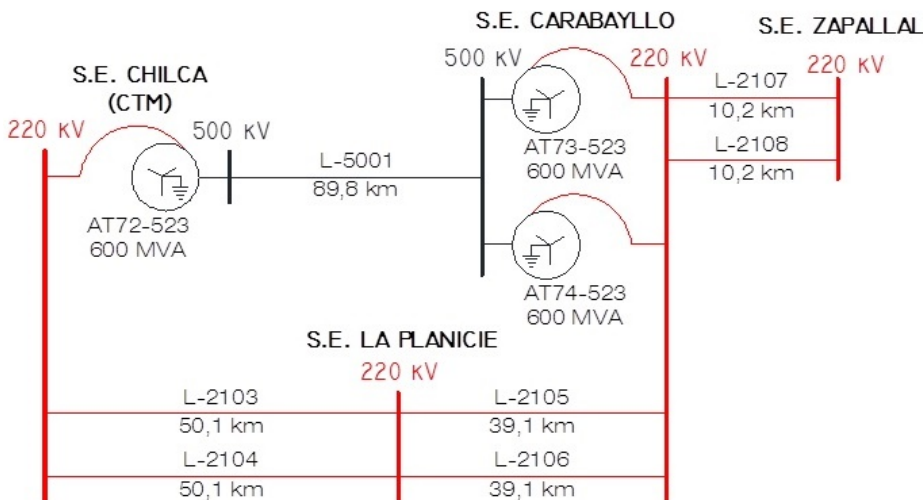 S.E. CARABAYLLO
S.E. ZAPALLAL
S.E. CHILCA
(CTM)
500 KV
220 KV
220 KV
220 KV
500 KV
L-2107
10,2 km
L-2108
10,2 km
L-5001
89,8 km
AT73-523
600 MVA
AT72-523
600 MVA
AT74-523
600 MVA
S.E. LA PLANICIE
220 KV
L-2103
50,1 km
L-2105
39,1 km
L-2104
50,1 km
L-2106
39,1 km